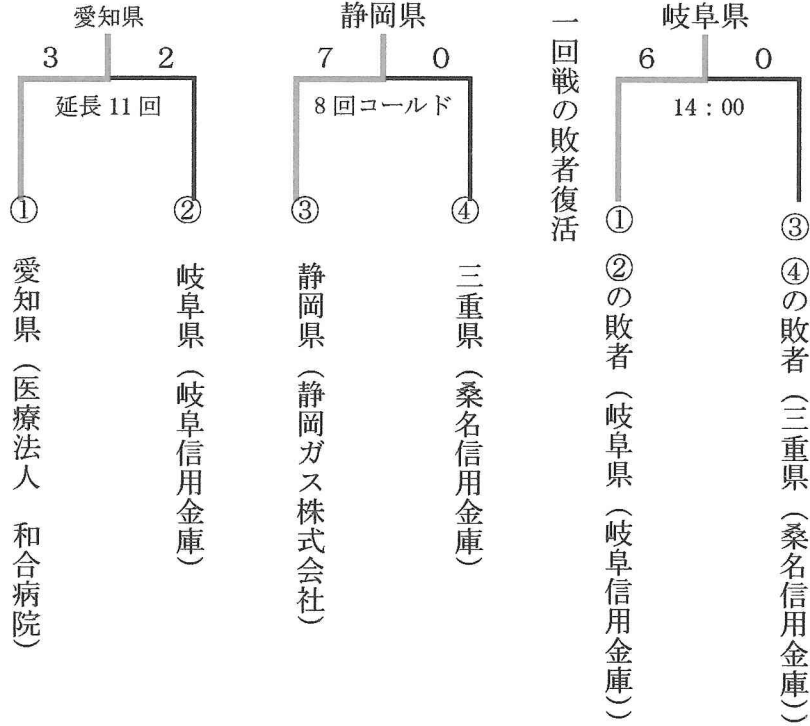 愛知県
3 2
延長 11 回
①
②
愛知県（医療法人　和合病院）
岐阜県（岐阜信用金庫）
静岡県
7 0
8 回コールド
③
④
静岡県（静岡ガス株式会社）
三重県（桑名信用金庫）
一回戦の敗者復活
岐阜県
6 0
14：00
① ②の敗者（岐阜県（岐阜信用金庫））
③ ④の敗者（三重県（桑名信用金庫））